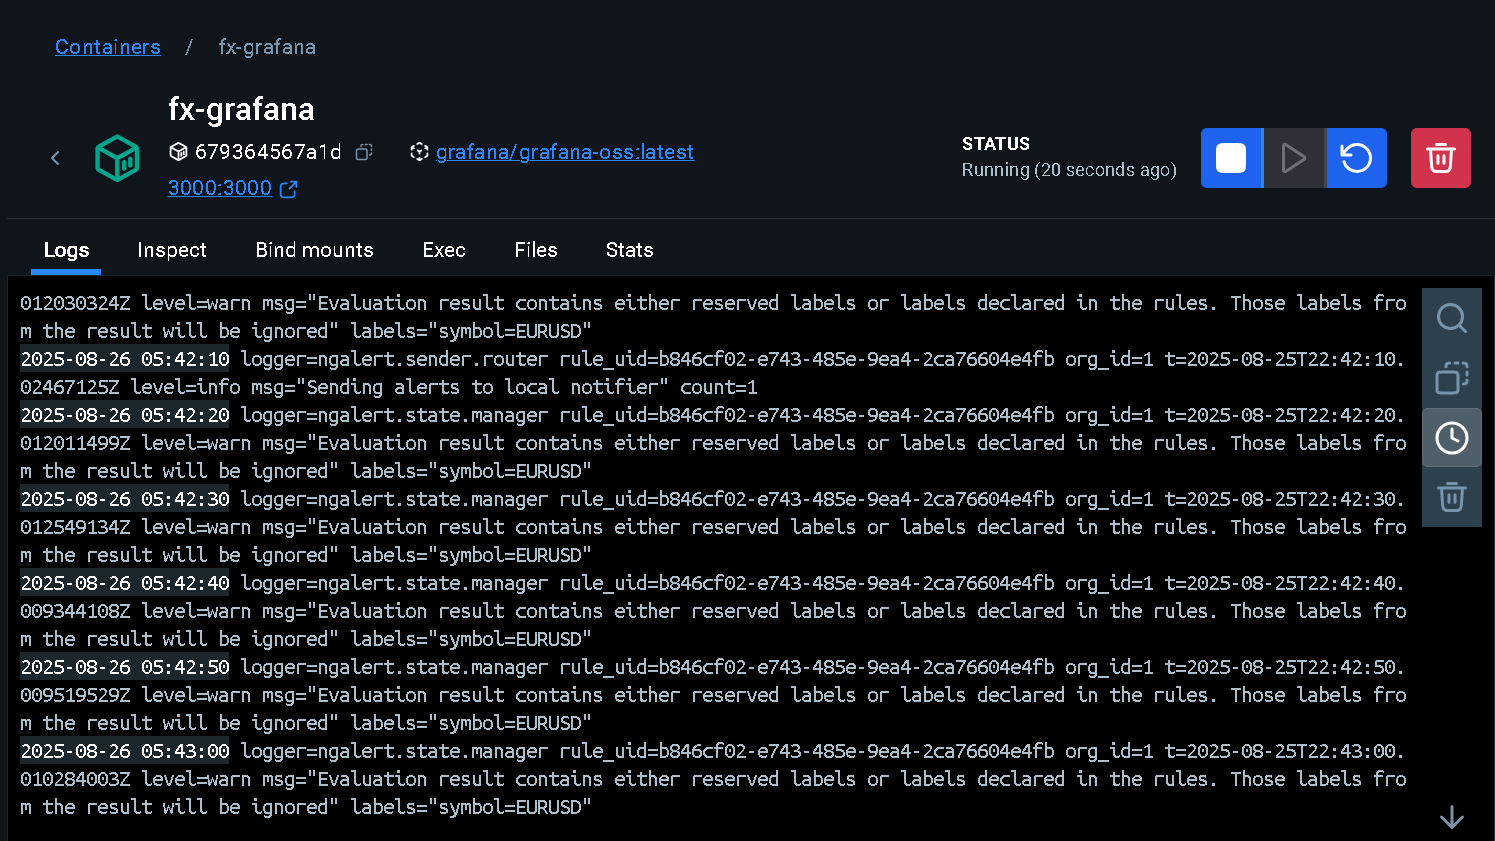 Containers / fx-grafana
fx-grafana
679364567a1d grafana/grafana-oss:latest
3000:3000
STATUS
Running (20 seconds ago)
Logs Inspect Bind mounts Exec Files Stats
012030324Z level=warn msg="Evaluation result contains either reserved labels or labels declared in the rules. Those labels fro
m the result will be ignored" labels="symbol=EURUSD"
2025-08-26 05:42:10 logger=ngalert.sender.router rule_uid=b846cf02-e743-485e-9ea4-2ca76604e4fb org_id=1 t=2025-08-25T22:42:10.
02467125Z level=info msg="Sending alerts to local notifier" count=1
2025-08-26 05:42:20 logger=ngalert.state.manager rule_uid=b846cf02-e743-485e-9ea4-2ca76604e4fb org_id=1 t=2025-08-25T22:42:20.
012011499Z level=warn msg="Evaluation result contains either reserved labels or labels declared in the rules. Those labels fro
m the result will be ignored" labels="symbol=EURUSD"
2025-08-26 05:42:30 logger=ngalert.state.manager rule_uid=b846cf02-e743-485e-9ea4-2ca76604e4fb org_id=1 t=2025-08-25T22:42:30.
012549134Z level=warn msg="Evaluation result contains either reserved labels or labels declared in the rules. Those labels fro
m the result will be ignored" labels="symbol=EURUSD"
2025-08-26 05:42:40 logger=ngalert.state.manager rule_uid=b846cf02-e743-485e-9ea4-2ca76604e4fb org_id=1 t=2025-08-25T22:42:40.
009344108Z level=warn msg="Evaluation result contains either reserved labels or labels declared in the rules. Those labels fro
m the result will be ignored" labels="symbol=EURUSD"
2025-08-26 05:42:50 logger=ngalert.state.manager rule_uid=b846cf02-e743-485e-9ea4-2ca76604e4fb org_id=1 t=2025-08-25T22:42:50.
009519529Z level=warn msg="Evaluation result contains either reserved labels or labels declared in the rules. Those labels fro
m the result will be ignored" labels="symbol=EURUSD"
2025-08-26 05:43:00 logger=ngalert.state.manager rule_uid=b846cf02-e743-485e-9ea4-2ca76604e4fb org_id=1 t=2025-08-25T22:43:00.
010284003Z level=warn msg="Evaluation result contains either reserved labels or labels declared in the rules. Those labels fro
m the result will be ignored" labels="symbol=EURUSD"